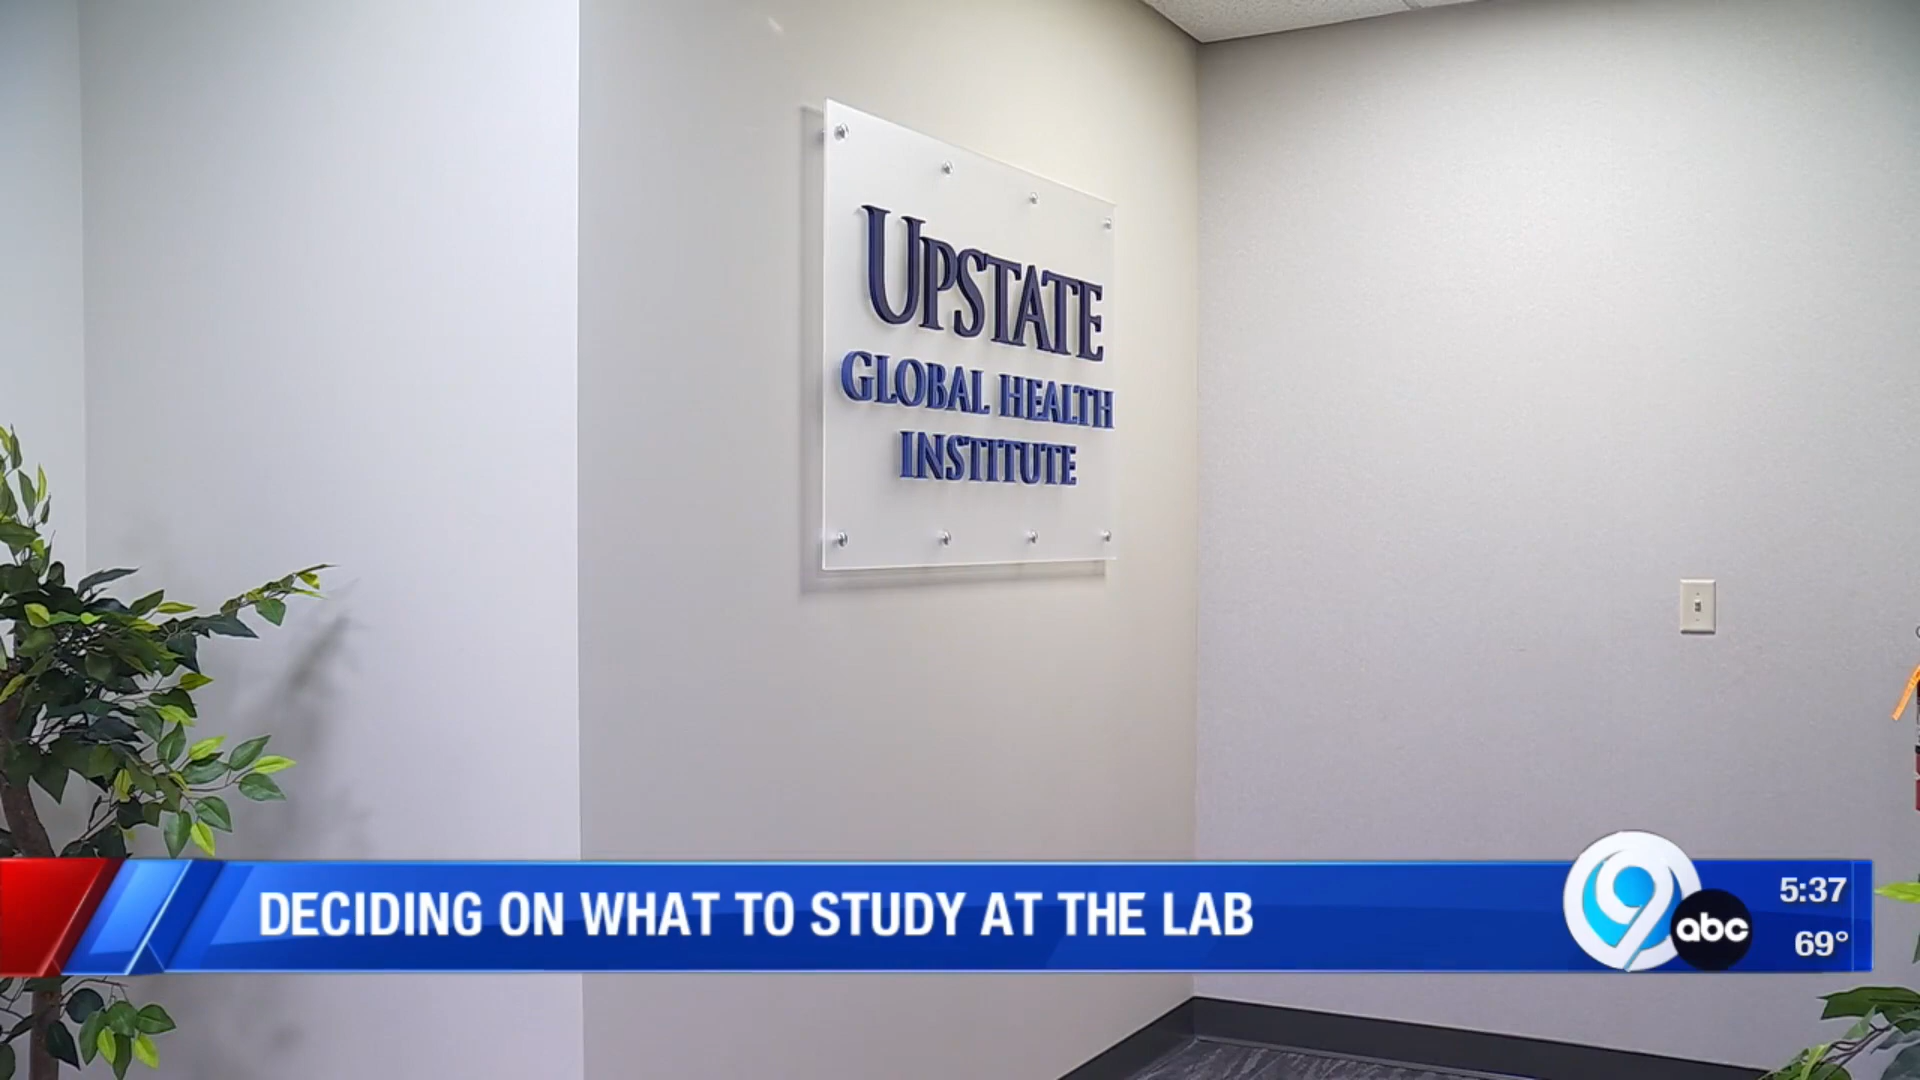 UPSTATE
GLOBAL HEALTH
INSTITUTE
DECIDING ON WHAT TO STUDY AT THE LAB
9
abc
5:37
69°